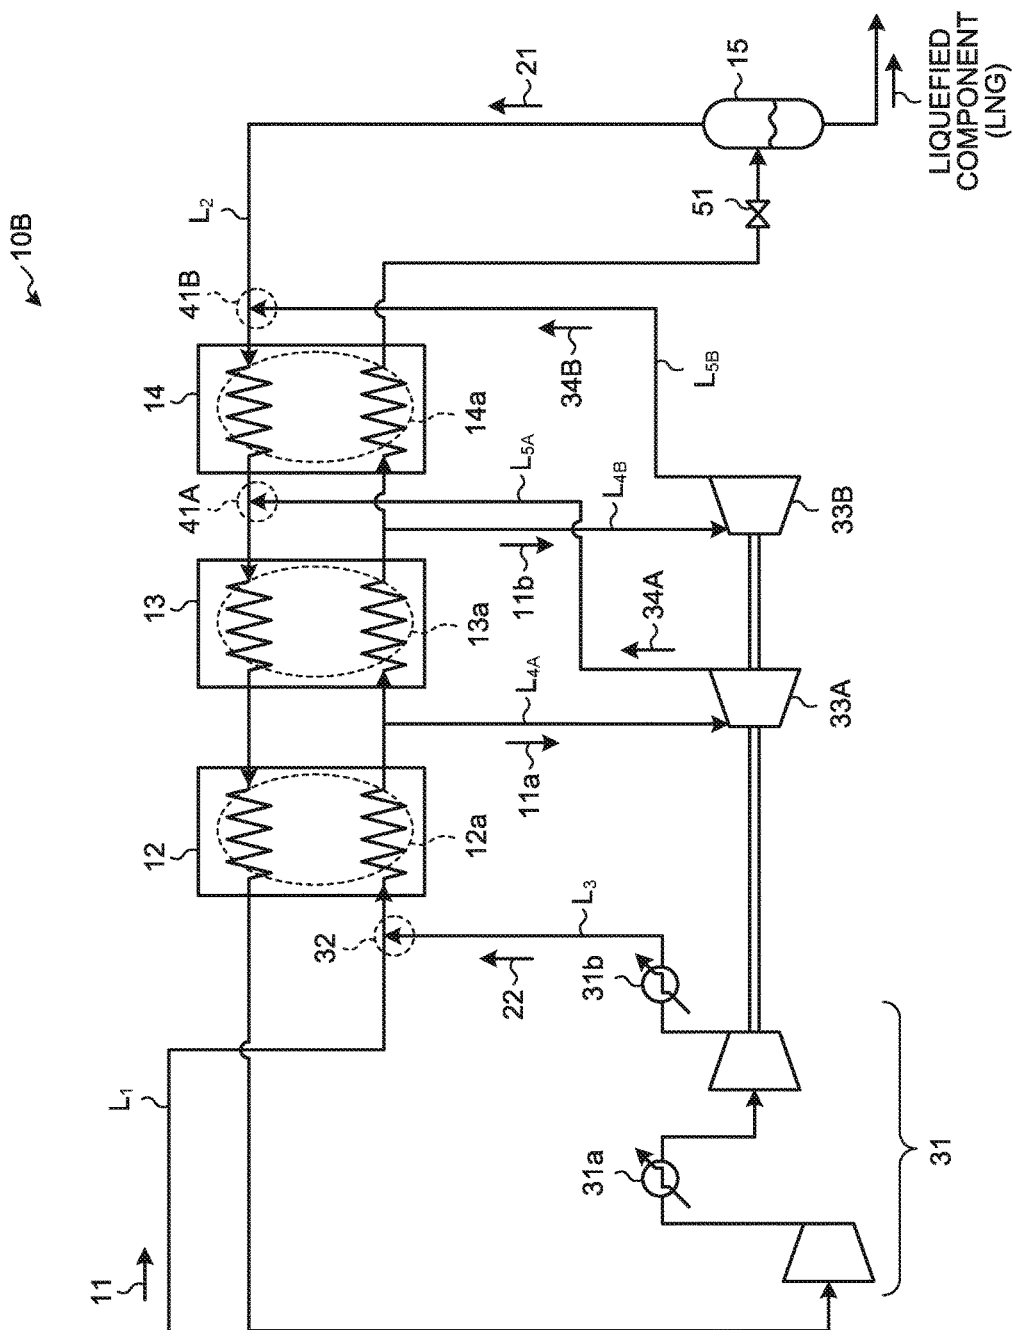 10B
11
L1
L2
21
12
13
14
12a
13a
14a
32
41A
41B
15
51
LIQUEFIED
COMPONENT
(LNG)
L3
22
L4A
11a
L5A
L4B
11b
34A
34B
L5B
31a
31b
33A
33B
31